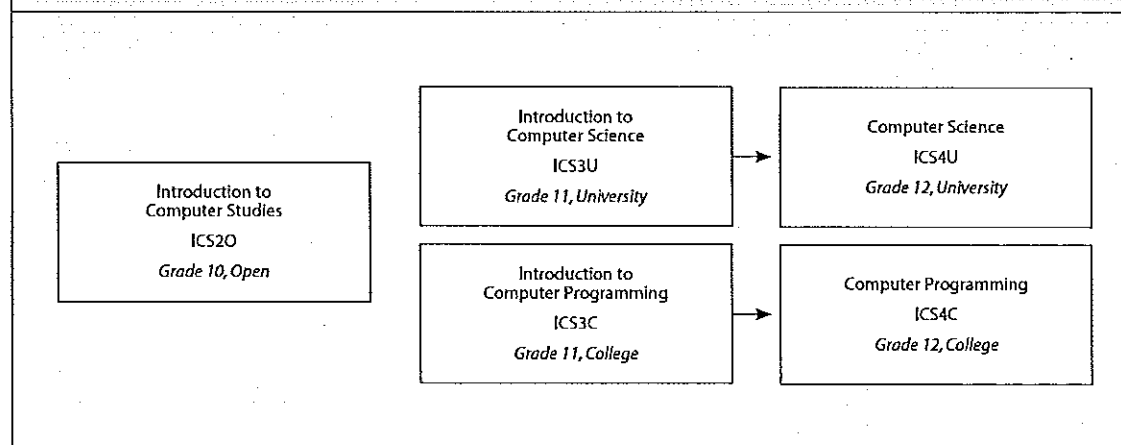 Introduction to
Computer Studies
ICS2O
Grade 10, Open
Introduction to
Computer Science
ICS3U
Grade 11, University
Computer Science
ICS4U
Grade 12, University
Introduction to
Computer Programming
ICS3C
Grade 11, College
Computer Programming
ICS4C
Grade 12, College